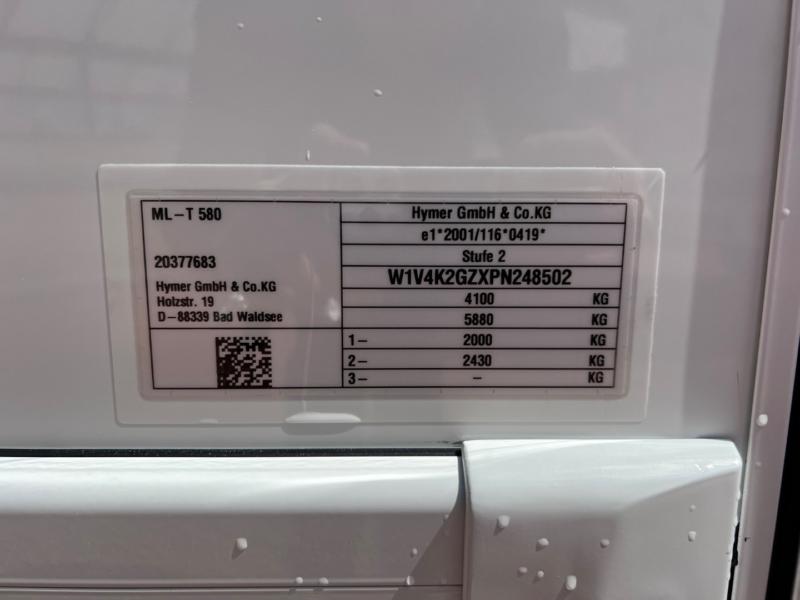 ML-T 580
20377683
Hymer GmbH & Co.KG
Holzstr. 19
D-88339 Bad Waldsee
Hymer GmbH & Co.KG
e1*2001/116*0419*
Stufe 2
W1V4K2GZXPN248502
4100 KG
5880 KG
1- 2000 KG
2- 2430 KG
3- - KG